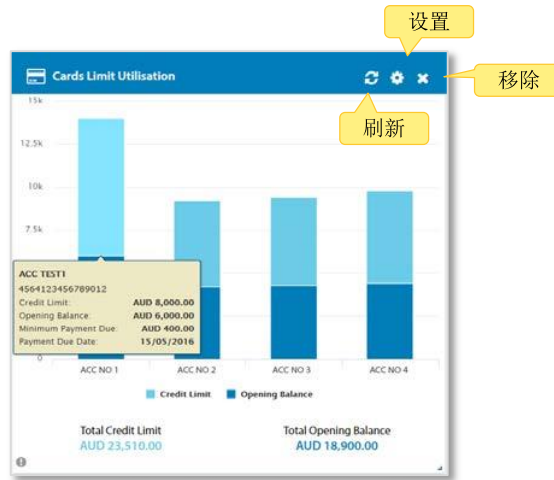 设置
Cards Limit Utilisation
移除
刷新
15k
12.5k
10k
7.5k
ACC TEST1
4564123456789012
Credit Limit: AUD 8,000.00
Opening Balance: AUD 6,000.00
Minimum Payment Due: AUD 400.00
Payment Due Date: 15/05/2016
0
ACC NO 1 ACC NO 2 ACC NO 3 ACC NO 4
Credit Limit Opening Balance
Total Credit Limit Total Opening Balance
AUD 23,510.00 AUD 18,900.00